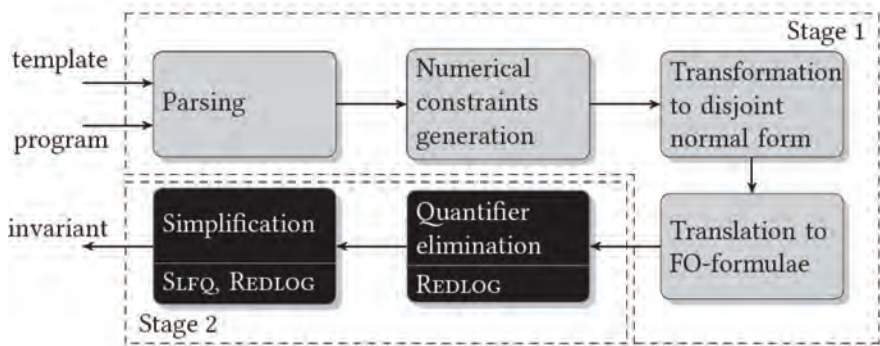 Stage 1
template
program
Parsing
Numerical
constraints
generation
Transformation
to disjoint
normal form
invariant
Simplification
SLFQ, REDLOG
Quantifier
elimination
REDLOG
Translation to
FO-formulae
Stage 2